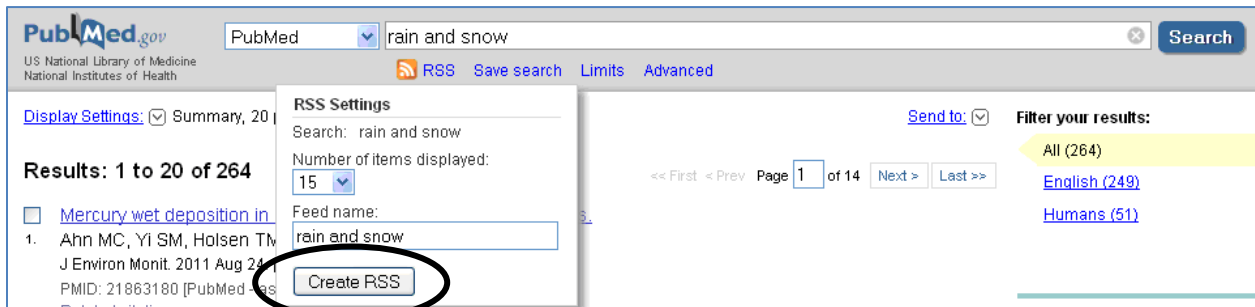 PubMed.gov
PubMed
rain and snow
Search
US National Library of Medicine
National Institutes of Health
RSS Save search Limits Advanced
Display Settings: Summary, 20
RSS Settings
Search: rain and snow
Number of items displayed:
15
Feed name:
rain and snow
Create RSS
Send to:
Filter your results:
All (264)
English (249)
Humans (51)
Results: 1 to 20 of 264
<< First < Prev Page 1 of 14 Next > Last >>
Mercury wet deposition in
s.
1. Ahn MC, Yi SM, Holsen TM
J Environ Monit. 2011 Aug 24
PMID: 21863180 [PubMed - as